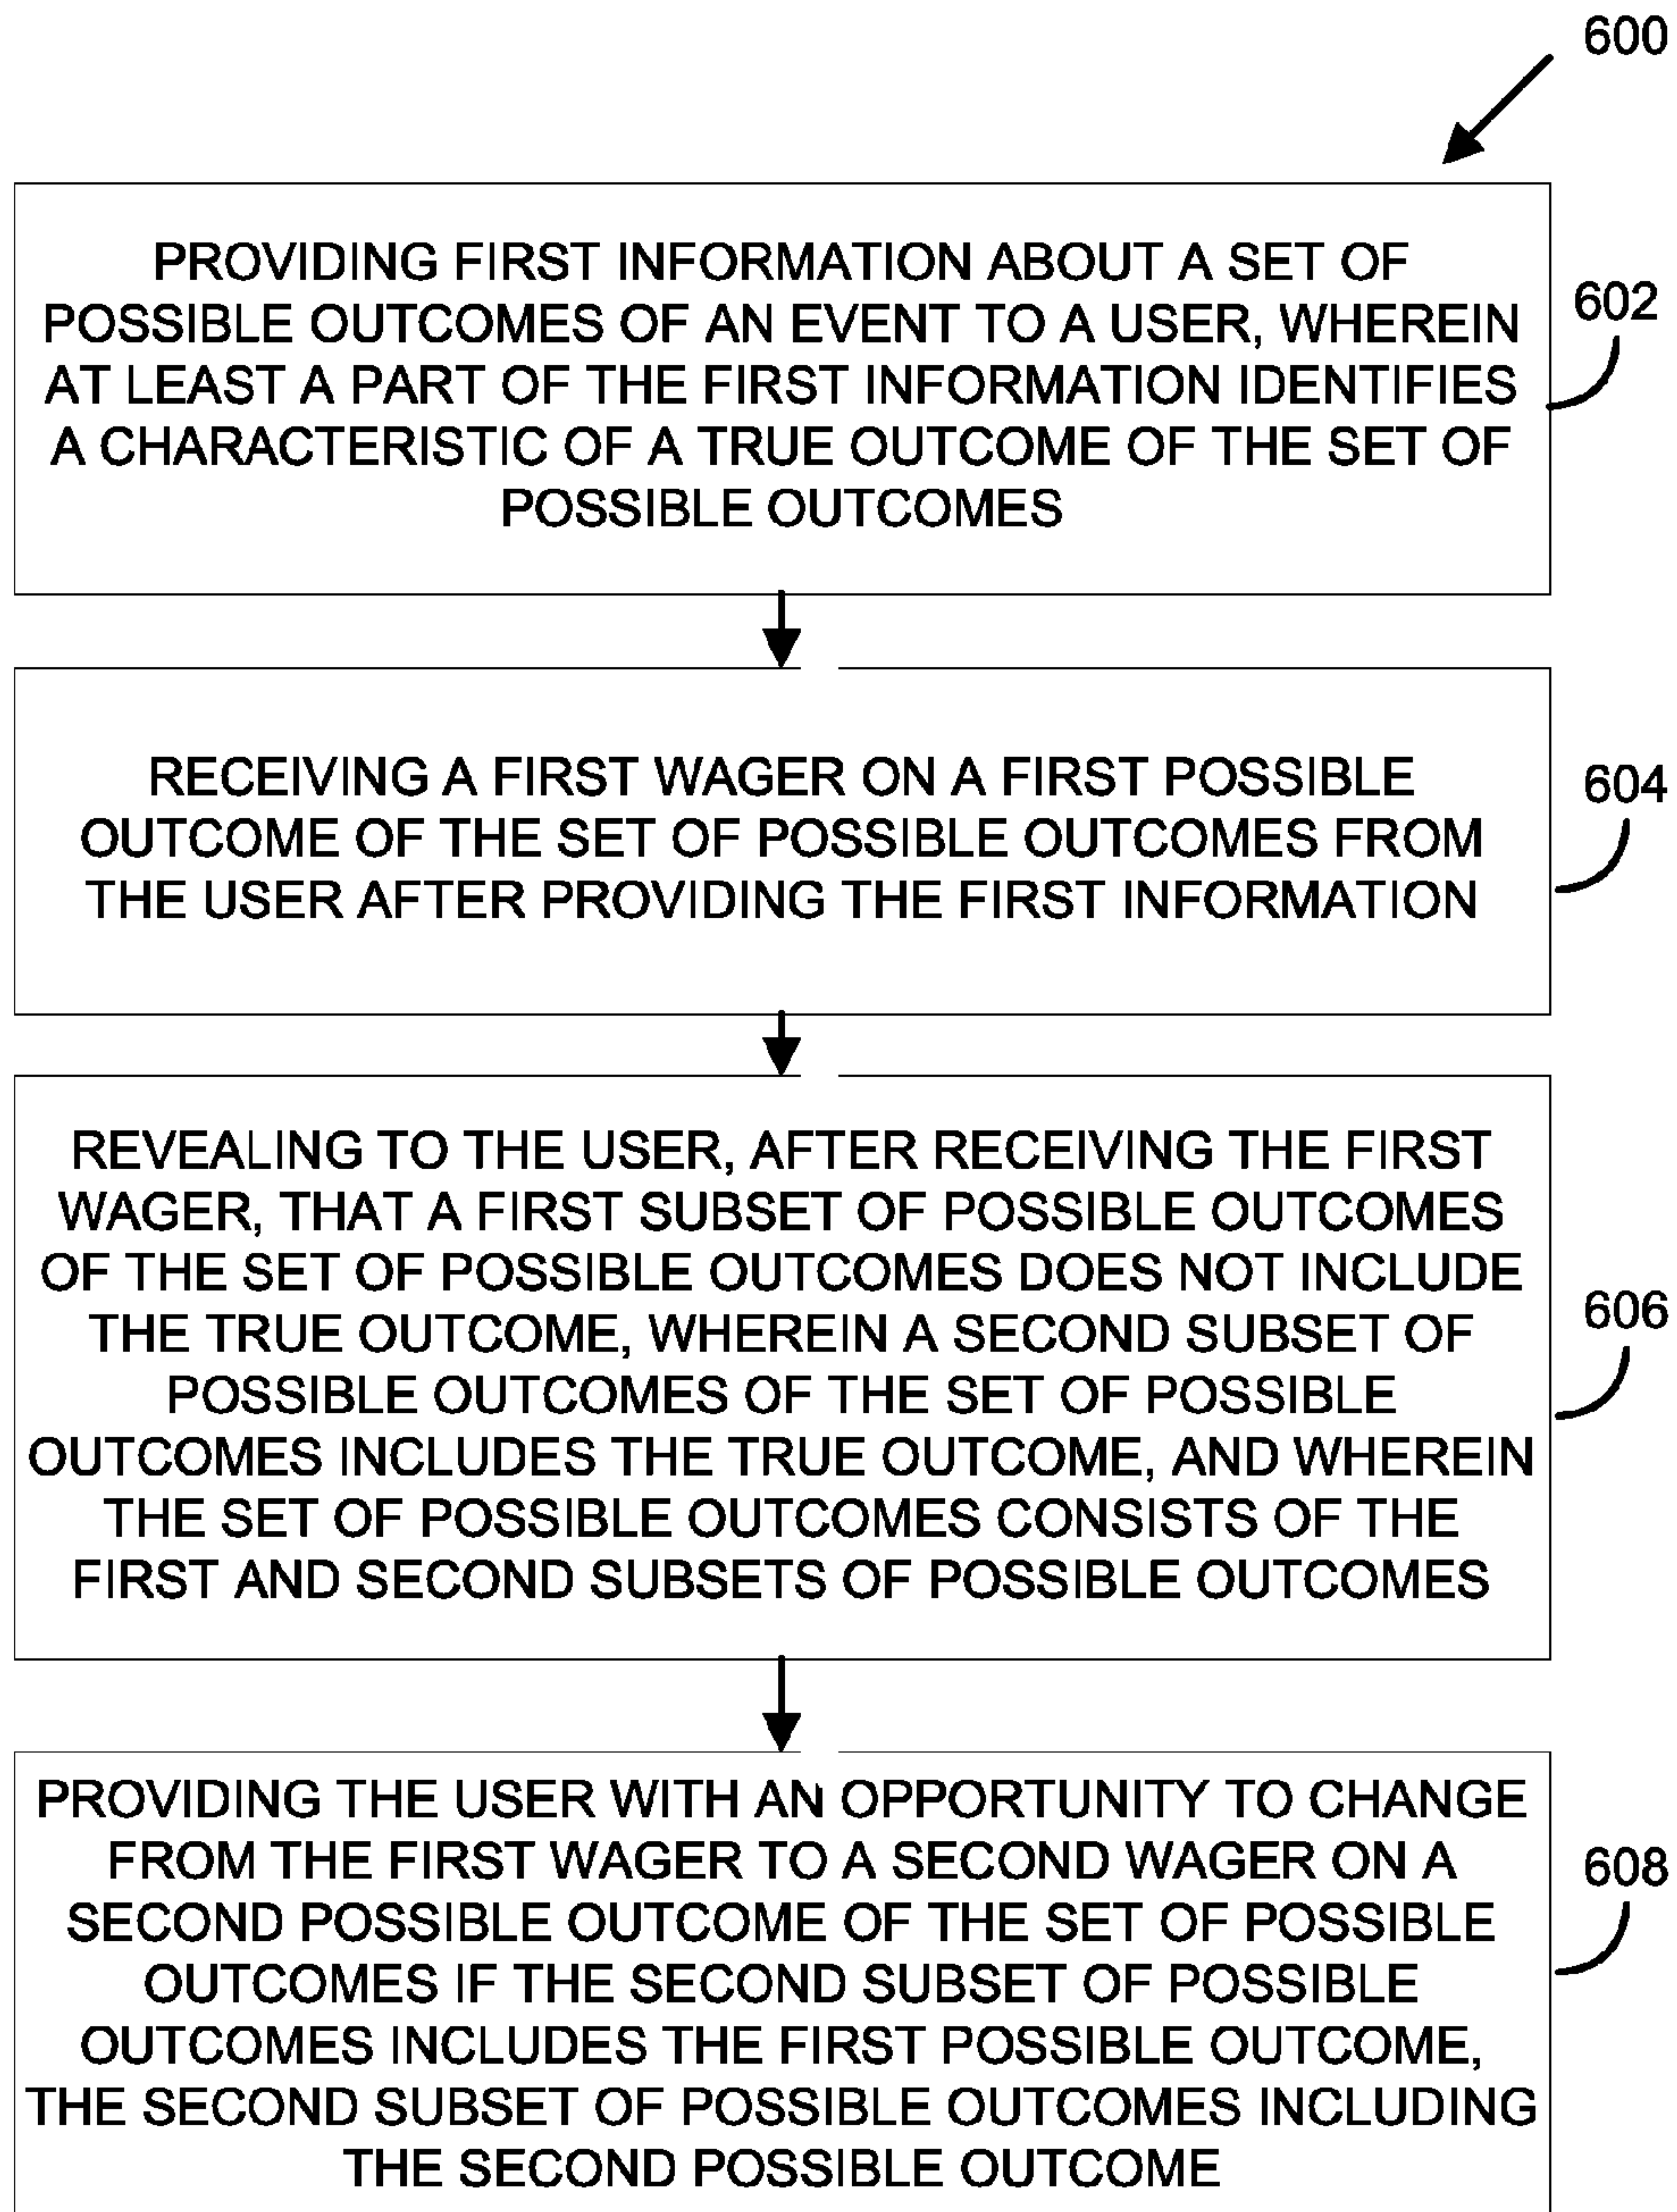 600
PROVIDING FIRST INFORMATION ABOUT A SET OF
POSSIBLE OUTCOMES OF AN EVENT TO A USER, WHEREIN
AT LEAST A PART OF THE FIRST INFORMATION IDENTIFIES
A CHARACTERISTIC OF A TRUE OUTCOME OF THE SET OF
POSSIBLE OUTCOMES
602
RECEIVING A FIRST WAGER ON A FIRST POSSIBLE
OUTCOME OF THE SET OF POSSIBLE OUTCOMES FROM
THE USER AFTER PROVIDING THE FIRST INFORMATION
604
REVEALING TO THE USER, AFTER RECEIVING THE FIRST
WAGER, THAT A FIRST SUBSET OF POSSIBLE OUTCOMES
OF THE SET OF POSSIBLE OUTCOMES DOES NOT INCLUDE
THE TRUE OUTCOME, WHEREIN A SECOND SUBSET OF
POSSIBLE OUTCOMES OF THE SET OF POSSIBLE
OUTCOMES INCLUDES THE TRUE OUTCOME, AND WHEREIN
THE SET OF POSSIBLE OUTCOMES CONSISTS OF THE
FIRST AND SECOND SUBSETS OF POSSIBLE OUTCOMES
606
PROVIDING THE USER WITH AN OPPORTUNITY TO CHANGE
FROM THE FIRST WAGER TO A SECOND WAGER ON A
SECOND POSSIBLE OUTCOME OF THE SET OF POSSIBLE
OUTCOMES IF THE SECOND SUBSET OF POSSIBLE
OUTCOMES INCLUDES THE FIRST POSSIBLE OUTCOME,
THE SECOND SUBSET OF POSSIBLE OUTCOMES INCLUDING
THE SECOND POSSIBLE OUTCOME
608